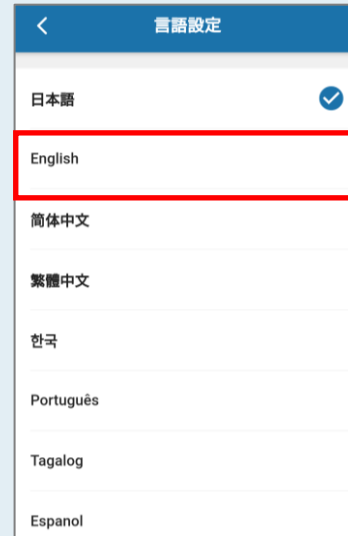 言語設定
日本語
English
简体中文
繁體中文
한국
Português
Tagalog
Espanol